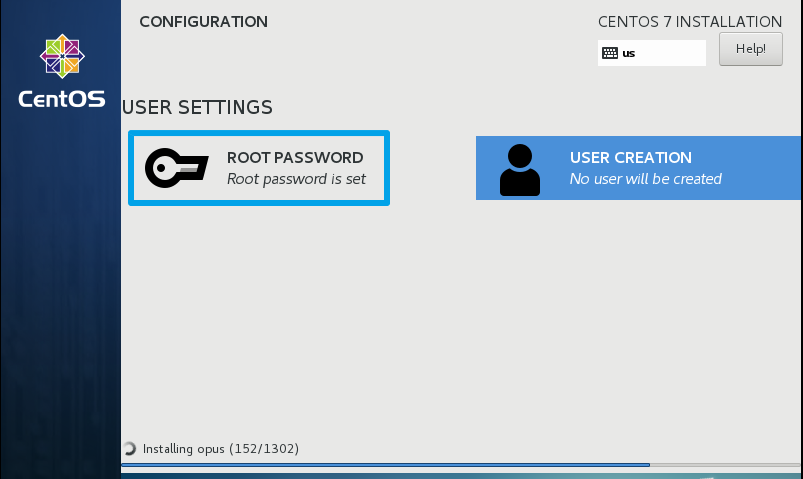 CONFIGURATION
CENTOS 7 INSTALLATION
us
Help!
CentOS
USER SETTINGS
ROOT PASSWORD
Root password is set
USER CREATION
No user will be created
Installing opus (152/1302)